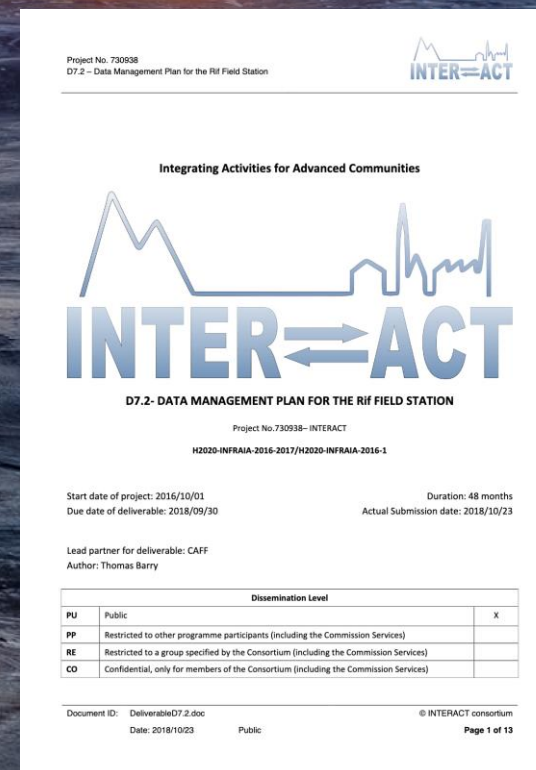 Project No. 730938
D7.2 – Data Management Plan for the Rif Field Station
INTER ACT
Integrating Activities for Advanced Communities
INTER ACT
D7.2- DATA MANAGEMENT PLAN FOR THE Rif FIELD STATION
Project No.730938– INTERACT
H2020-INFRAIA-2016-2017/H2020-INFRAIA-2016-1
Start date of project: 2016/10/01 Duration: 48 months
Due date of deliverable: 2018/09/30 Actual Submission date: 2018/10/23
Lead partner for deliverable: CAFF
Author: Thomas Barry
Dissemination Level
PU Public X
PP Restricted to other programme participants (including the Commission Services)
RE Restricted to a group specified by the Consortium (including the Commission Services)
CO Confidential, only for members of the Consortium (including the Commission Services)
Document ID: DeliverableD7.2.doc © INTERACT consortium
Date: 2018/10/23 Public Page 1 of 13